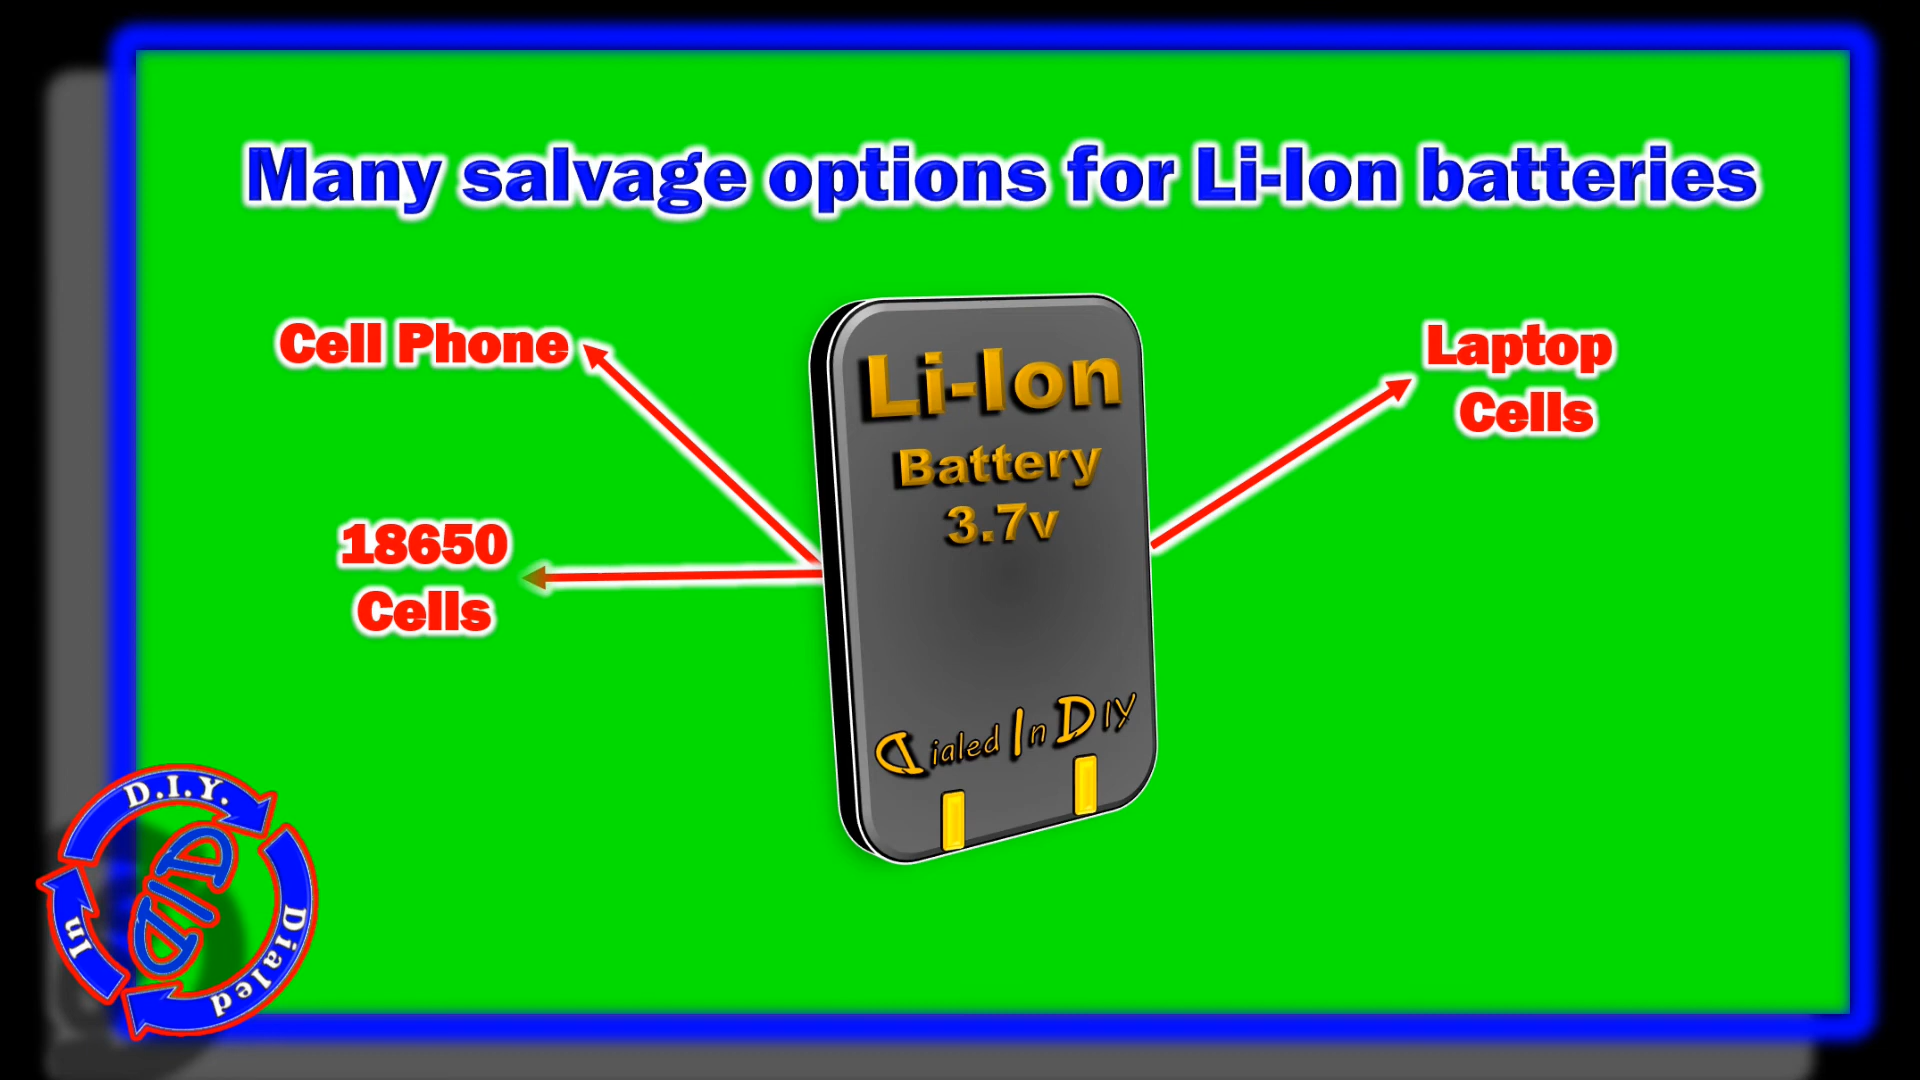 Many salvage options for Li-Ion batteries
Cell Phone
Laptop
Cells
18650
Cells
Li-Ion
Battery
3.7v
Dialed In DIY
D.I.Y.
Dialed
In